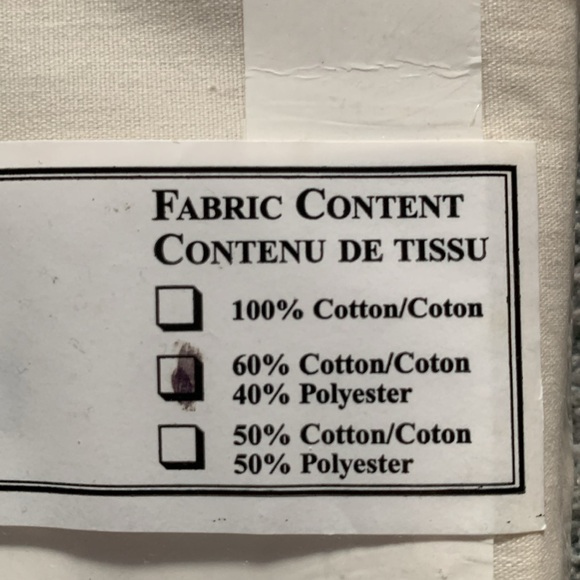 FABRIC CONTENT
CONTENU DE TISSU
100% Cotton/Coton
60% Cotton/Coton
40% Polyester
50% Cotton/Coton
50% Polyester